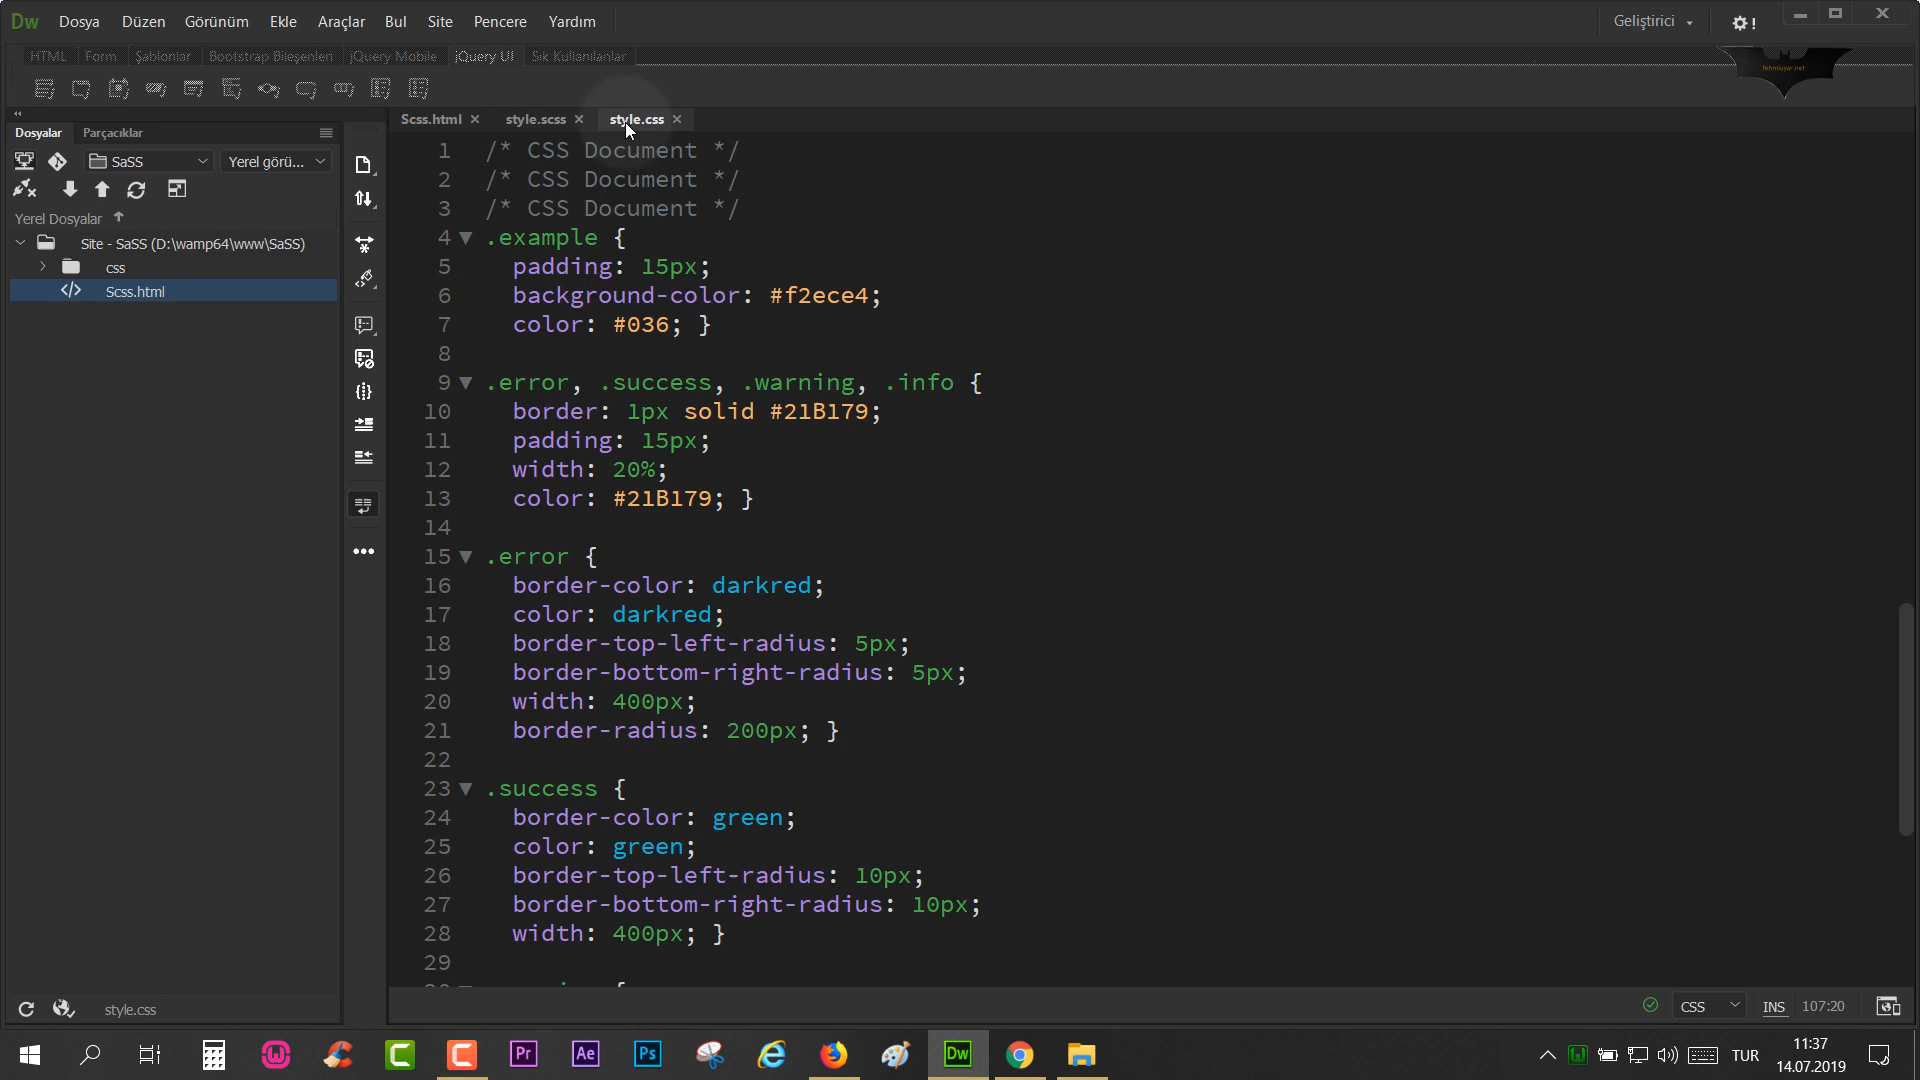 Dw Dosya Düzen Görünüm Ekle Araçlar Bul Site Pencere Yardım Geliştirici
HTML Form Şablonlar Bootstrap Bileşenleri jQuery Mobile jQuery UI Sık Kullanılanlar
fehmiuyar.net
Scss.html style.scss style.css
Dosyalar Parçacıklar
SaSS Yerel görü...
Yerel Dosyalar
Site - SaSS (D:\wamp64\www\SaSS)
css
Scss.html
1 /* CSS Document */
2 /* CSS Document */
3 /* CSS Document */
4 .example {
5 padding: 15px;
6 background-color: #f2ece4;
7 color: #036; }
8
9 .error, .success, .warning, .info {
10 border: 1px solid #21B179;
11 padding: 15px;
12 width: 20%;
13 color: #21B179; }
14
15 .error {
16 border-color: darkred;
17 color: darkred;
18 border-top-left-radius: 5px;
19 border-bottom-right-radius: 5px;
20 width: 400px;
21 border-radius: 200px; }
22
23 .success {
24 border-color: green;
25 color: green;
26 border-top-left-radius: 10px;
27 border-bottom-right-radius: 10px;
28 width: 400px; }
29
style.css
CSS INS 107:20
Pr Ae Ps Dw
TUR
11:37
14.07.2019